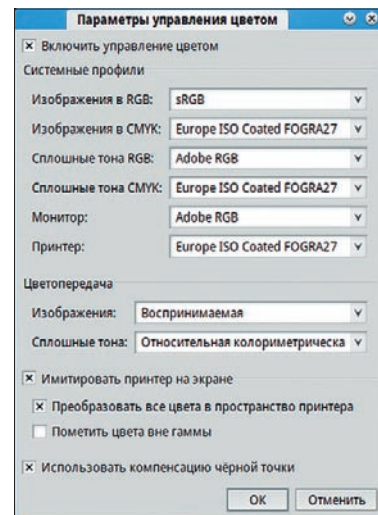 Параметры управления цветом
Включить управление цветом
Системные профили
Изображения в RGB: sRGB
Изображения в CMYK: Europe ISO Coated FOGRA27
Сплошные тона RGB: Adobe RGB
Сплошные тона CMYK: Europe ISO Coated FOGRA27
Монитор: Adobe RGB
Принтер: Europe ISO Coated FOGRA27
Цветопередача
Изображения: Воспринимаемая
Сплошные тона: Относительная колориметрическа
Имитировать принтер на экране
Преобразовать все цвета в пространство принтера
Пометить цвета вне гаммы
Использовать компенсацию чёрной точки
ОК Отменить